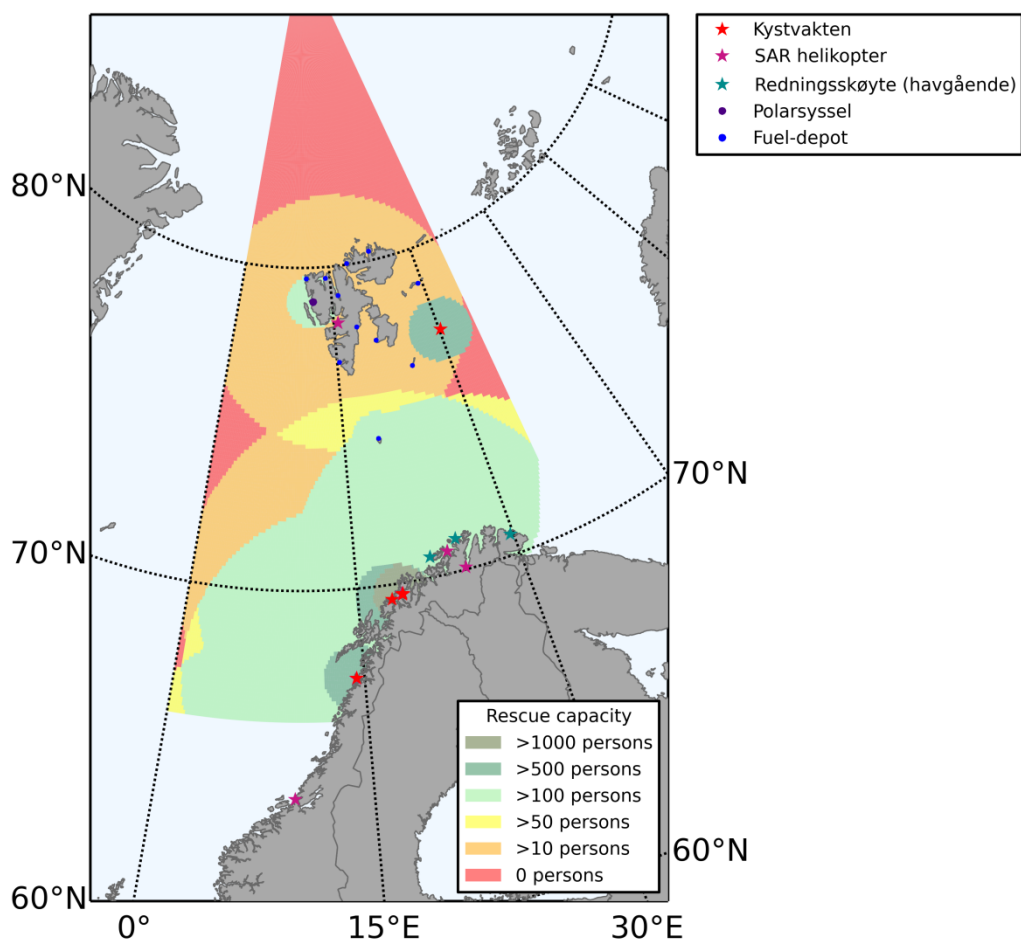 Kystvakten
SAR helikopter
Redningsskøyte (havgående)
Polarsyssel
Fuel-depot
80°N
70°N
70°N
60°N
60°N
0°
15°E
30°E
Rescue capacity
>1000 persons
>500 persons
>100 persons
>50 persons
>10 persons
0 persons